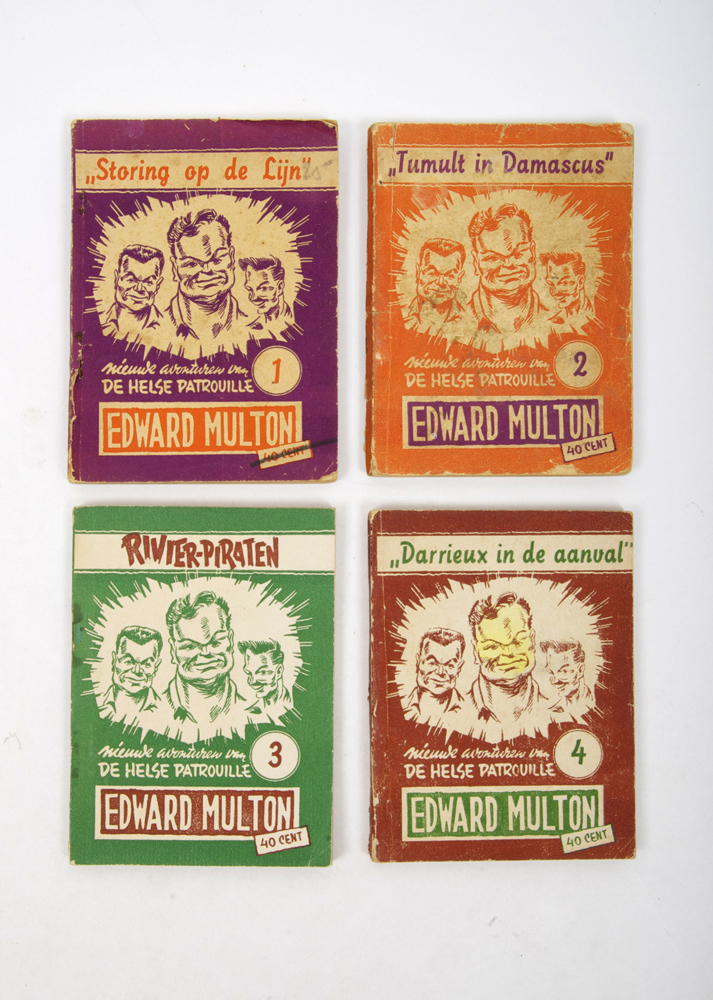 „Storing op de Lijn"
nieuwe avonturen van
DE HELSE PATROUILLE
1
EDWARD MULTON
40 CENT
„Tumult in Damascus"
nieuwe avonturen van
DE HELSE PATROUILLE
2
EDWARD MULTON
40 CENT
RIVIER-PIRATEN
nieuwe avonturen van
DE HELSE PATROUILLE
3
EDWARD MULTON
40 CENT
„Darrieux in de aanval"
nieuwe avonturen van
DE HELSE PATROUILLE
4
EDWARD MULTON
40 CENT